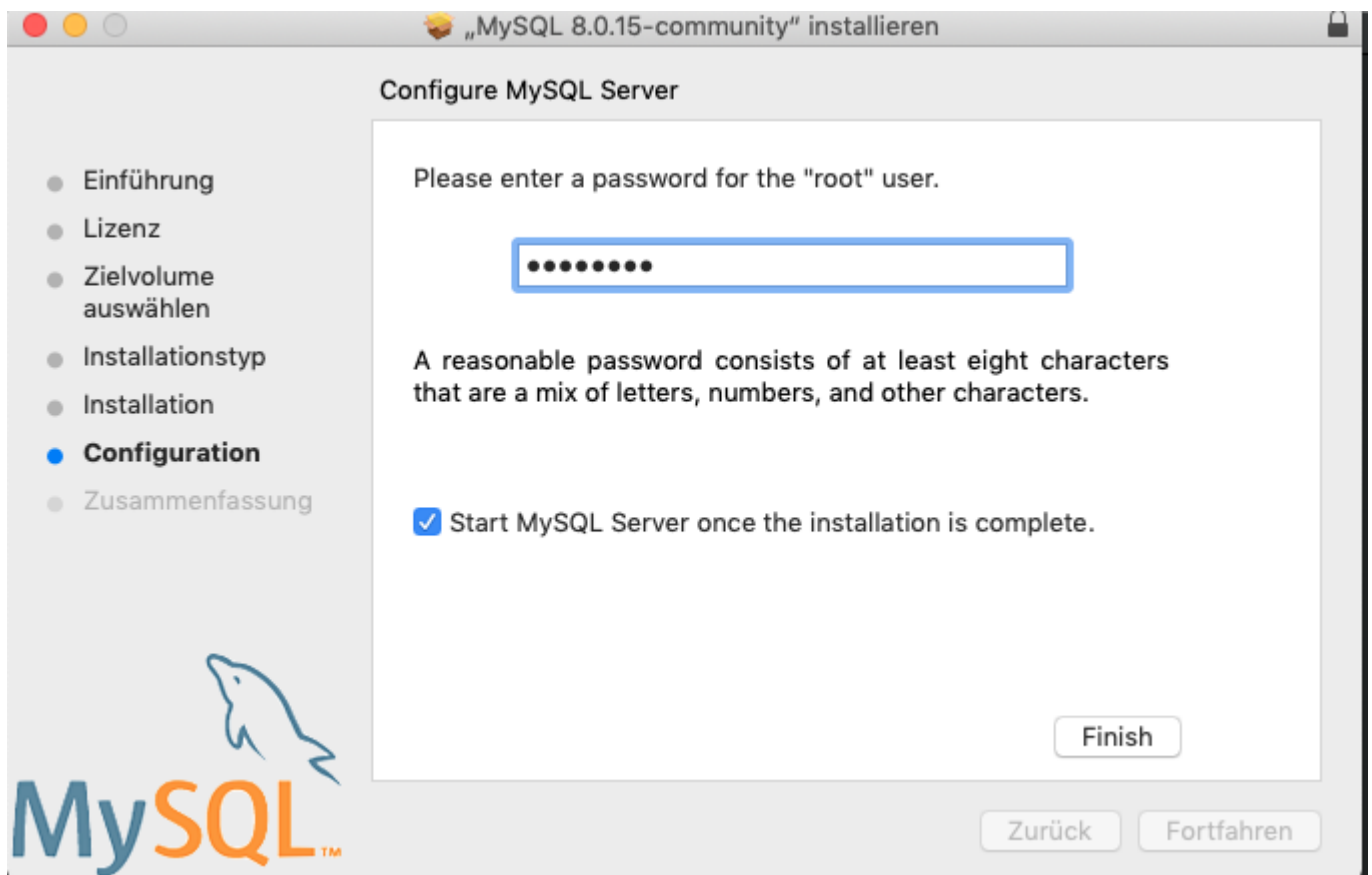 „MySQL 8.0.15-community“ installieren
Configure MySQL Server
Einführung
Lizenz
Zielvolume
auswählen
Installationstyp
Installation
Configuration
Zusammenfassung
Please enter a password for the "root" user.
••••••••
A reasonable password consists of at least eight characters
that are a mix of letters, numbers, and other characters.
Start MySQL Server once the installation is complete.
Finish
MySQL™
Zurück
Fortfahren